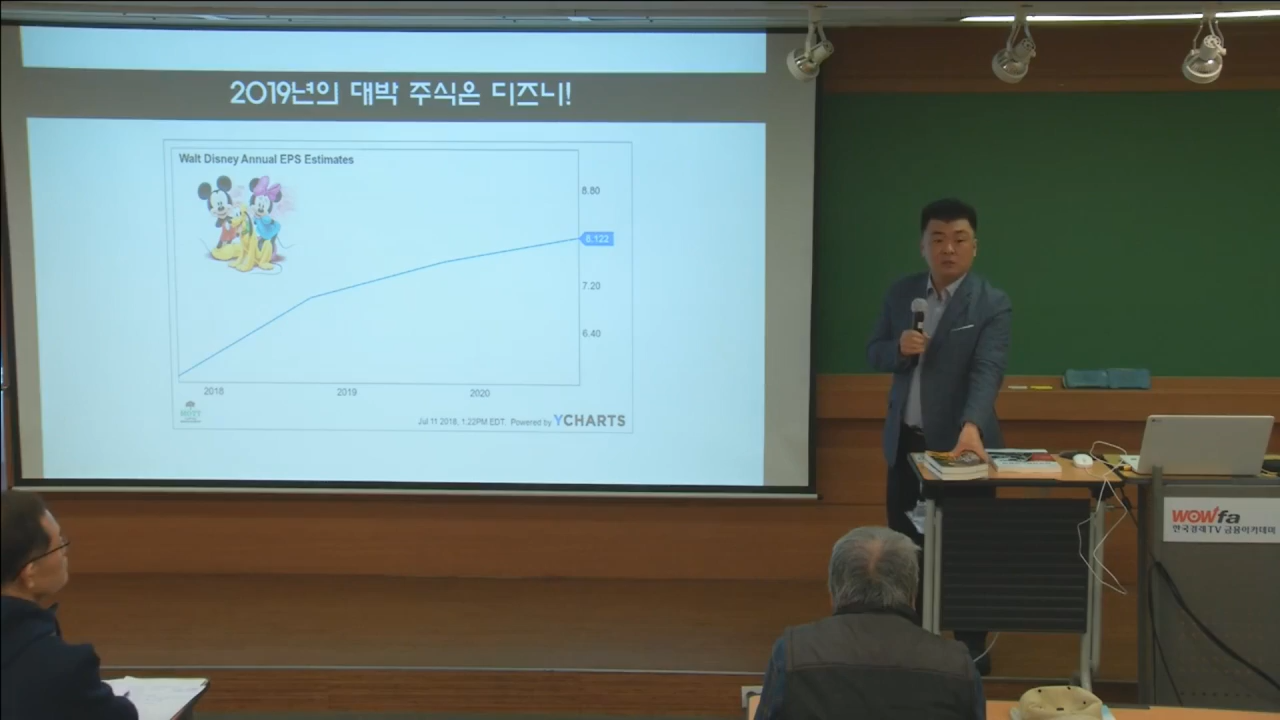 2019년의 대박 주식은 디즈니!
Walt Disney Annual EPS Estimates
8.80
8.122
7.20
6.40
2018
2019
2020
Jul 11 2018, 1:22PM EDT. Powered by YCHARTS
WOWfa
한국경제TV 금융아카데미